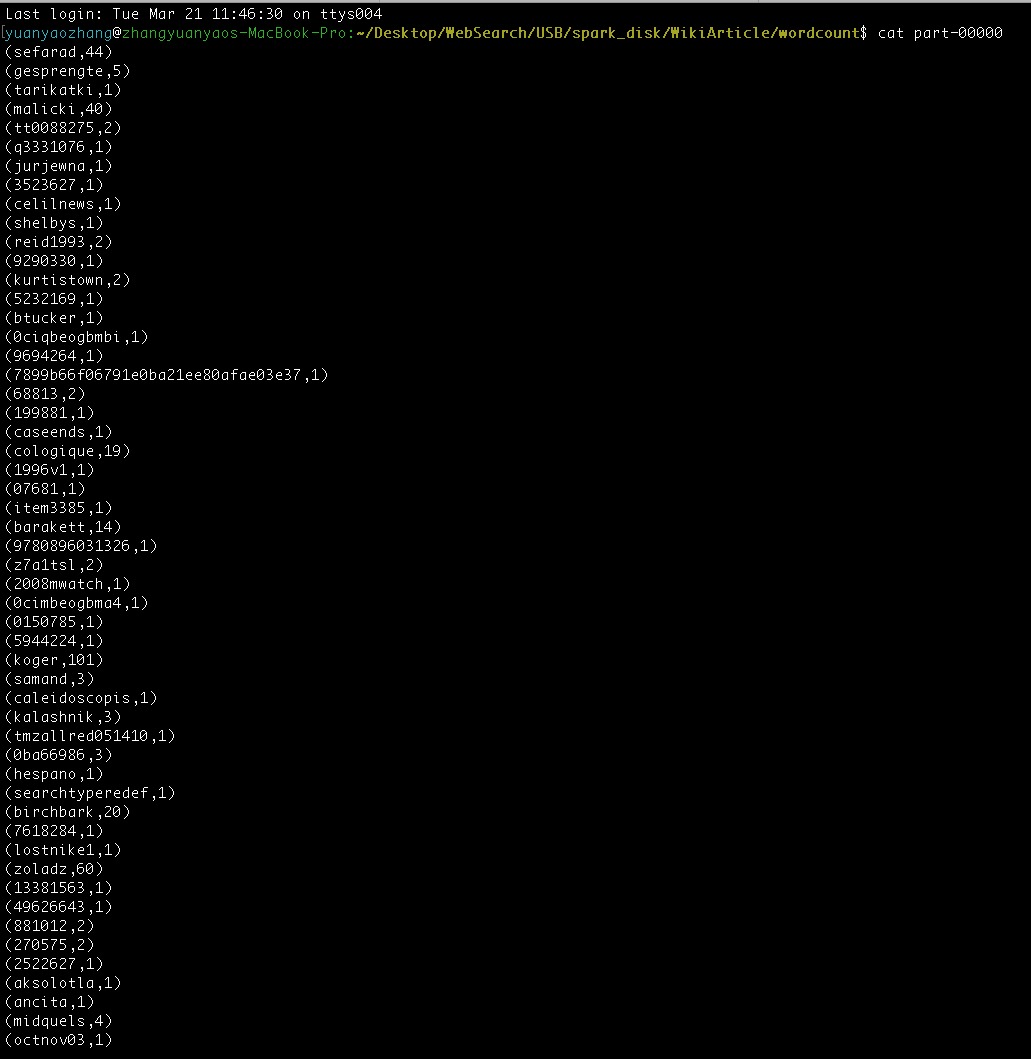 Last login: Tue Mar 21 11:46:30 on ttys004
[yuanyaozhang@zhangyuanyaos-MacBook-Pro:~/Desktop/WebSearch/USB/spark_disk/WikiArticle/wordcount$ cat part-00000
(sefarad,44)
(gesprengte,5)
(tarikatki,1)
(malicki,40)
(tt0088275,2)
(q3331076,1)
(jurjewna,1)
(3523627,1)
(celilnews,1)
(shelbys,1)
(reid1993,2)
(9290330,1)
(kurtistown,2)
(5232169,1)
(btucker,1)
(0ciqbeogbmbi,1)
(9694264,1)
(7899b66f06791e0ba21ee80afae03e37,1)
(68813,2)
(199881,1)
(caseends,1)
(cologique,19)
(1996v1,1)
(07681,1)
(item3385,1)
(barakett,14)
(9780896031326,1)
(z7a1tsl,2)
(2008mwatch,1)
(0cimbeogbma4,1)
(0150785,1)
(5944224,1)
(koger,101)
(samand,3)
(caleidoscopis,1)
(kalashnik,3)
(tmzallred051410,1)
(0ba66986,3)
(hespano,1)
(searchtyperedef,1)
(birchbark,20)
(7618284,1)
(lostnike1,1)
(zoladz,60)
(13381563,1)
(49626643,1)
(881012,2)
(270575,2)
(2522627,1)
(aksolotla,1)
(ancita,1)
(midquels,4)
(octnov03,1)